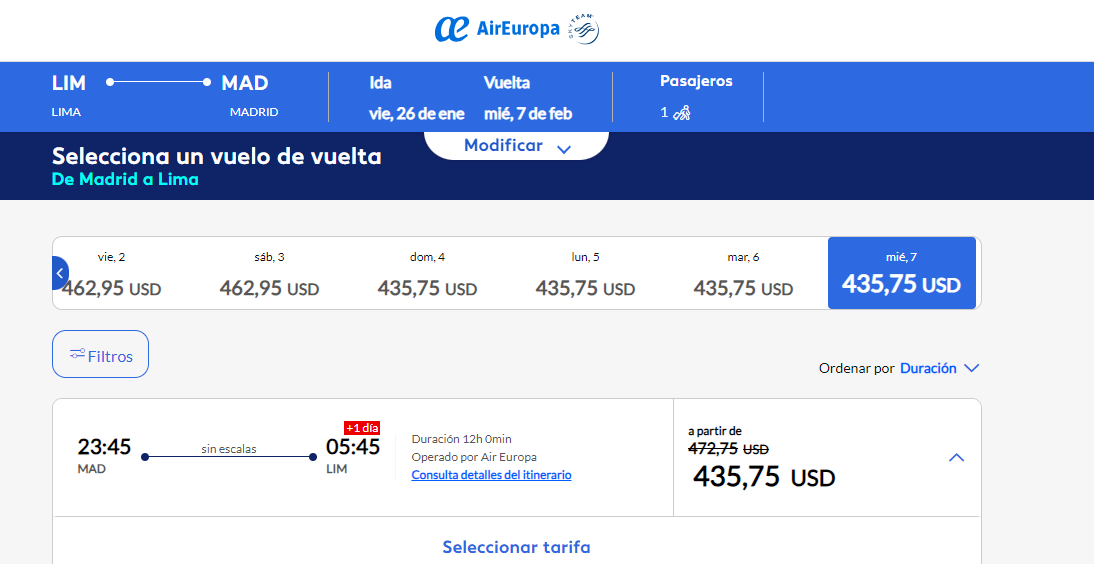 AirEuropa SKYTEAM
LIM MAD Ida Vuelta Pasajeros
LIMA MADRID vie, 26 de ene mié, 7 de feb 1
Modificar
Selecciona un vuelo de vuelta
De Madrid a Lima
vie, 2 sáb, 3 dom, 4 lun, 5 mar, 6 mié, 7
462,95 USD 462,95 USD 435,75 USD 435,75 USD 435,75 USD 435,75 USD
Filtros
Ordenar por Duración
+1 día
23:45 sin escalas 05:45
MAD LIM
Duración 12h 0min
Operado por Air Europa
Consulta detalles del itinerario
a partir de
472,75 USD
435,75 USD
Seleccionar tarifa